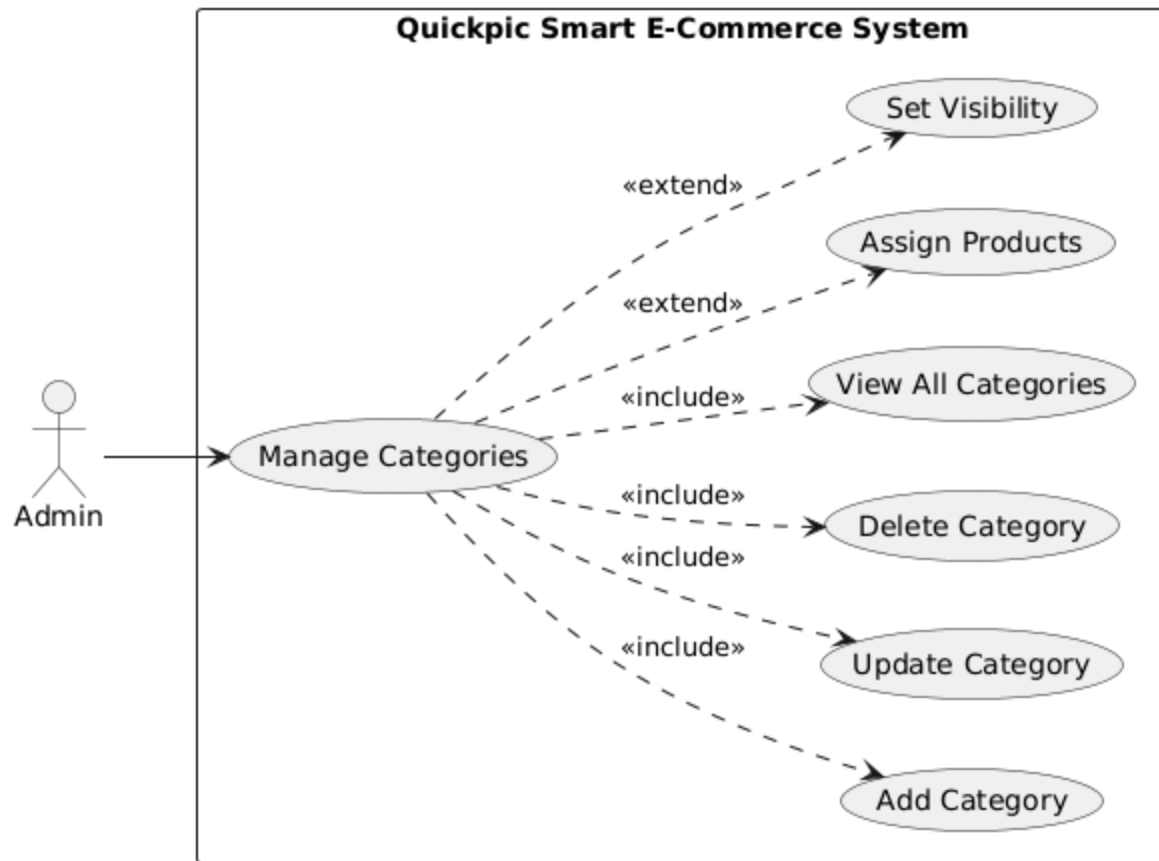 Quickpic Smart E-Commerce System
Set Visibility
«extend»
Assign Products
«extend»
View All Categories
«include»
Manage Categories
Admin
«include»
Delete Category
«include»
Update Category
«include»
Add Category